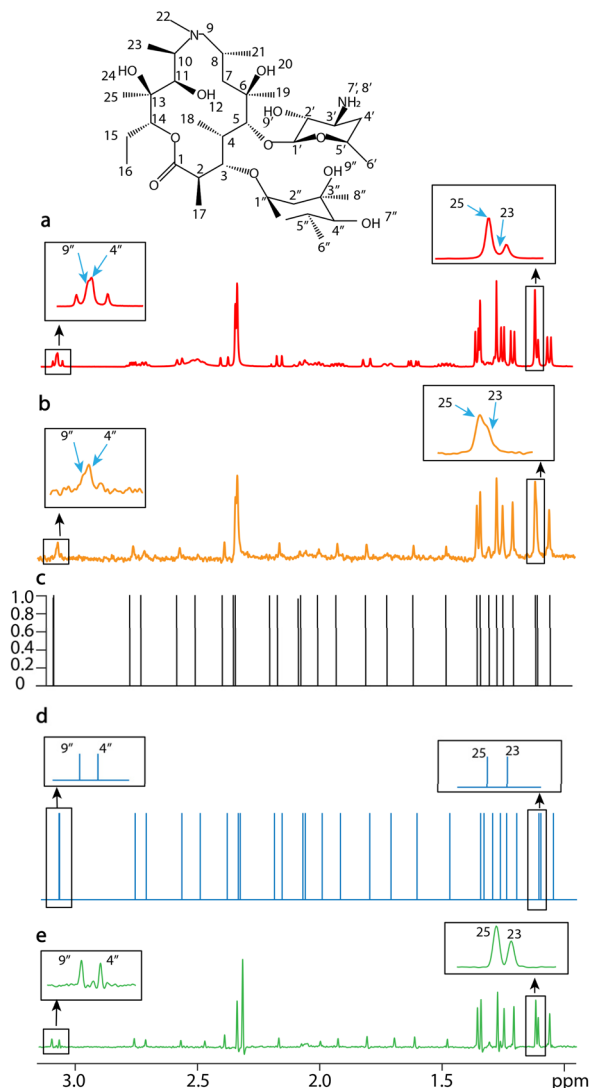 22
N
9
23
10
8
21
HO
24
11
7
HO
20
25
13
OH
12
6
19
7′, 8′
NH₂
14
18
5
HO
9′
2′
3′
4′
15
O
4
O
1′
O
5′
6′
16
1
O
2
3
O
HO
9″
17
1″
2″
3″
8″
5″
4″
OH
7″
6″
a
9″ 4″
25 23
b
9″ 4″
25 23
c
1.0
0.8
0.6
0.4
0.2
0
d
9″ 4″
25 23
e
9″ 4″
25 23
3.0 2.5 2.0 1.5 ppm